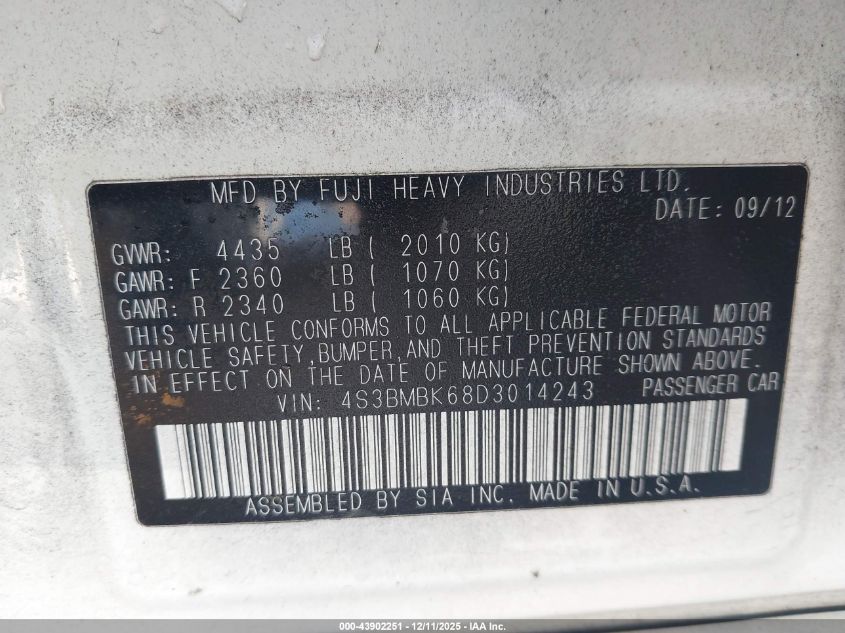 MFD BY FUJI HEAVY INDUSTRIES LTD.
DATE: 09/12
GVWR: 4435 LB ( 2010 KG)
GAWR: F 2360 LB ( 1070 KG)
GAWR: R 2340 LB ( 1060 KG)
THIS VEHICLE CONFORMS TO ALL APPLICABLE FEDERAL MOTOR
VEHICLE SAFETY,BUMPER,AND THEFT PREVENTION STANDARDS
IN EFFECT ON THE DATE OF MANUFACTURE SHOWN ABOVE.
VIN: 4S3BMBK68D3014243 PASSENGER CAR
ASSEMBLED BY SIA INC. MADE IN U.S.A.
000-43902251 - 12/11/2025 - IAA Inc.